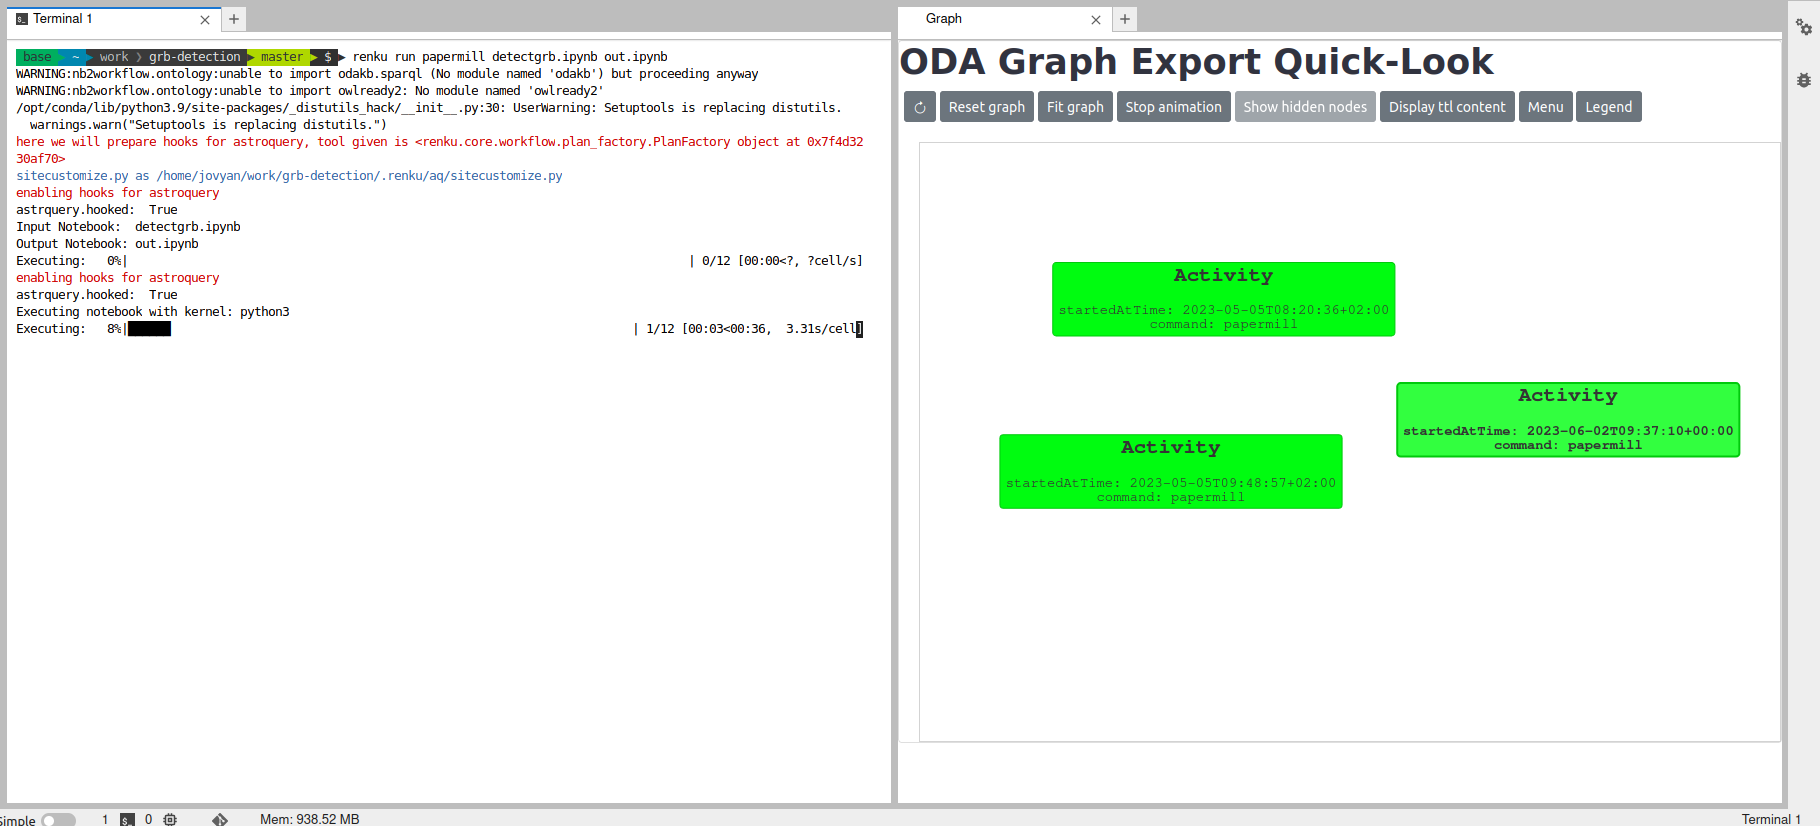 Terminal 1
base ~ work grb-detection master $ renku run papermill detectgrb.ipynb out.ipynb
WARNING:nb2workflow.ontology:unable to import odakb.sparql (No module named 'odakb') but proceeding anyway
WARNING:nb2workflow.ontology:unable to import owlready2: No module named 'owlready2'
/opt/conda/lib/python3.9/site-packages/_distutils_hack/__init__.py:30: UserWarning: Setuptools is replacing distutils.
warnings.warn("Setuptools is replacing distutils.")
here we will prepare hooks for astroquery, tool given is <renku.core.workflow.plan_factory.PlanFactory object at 0x7f4d32
30af70>
sitecustomize.py as /home/jovyan/work/grb-detection/.renku/aq/sitecustomize.py
enabling hooks for astroquery
astrquery.hooked:  True
Input Notebook:  detectgrb.ipynb
Output Notebook: out.ipynb
Executing:   0%| | 0/12 [00:00<?, ?cell/s]
enabling hooks for astroquery
astrquery.hooked:  True
Executing notebook with kernel: python3
Executing:   8%| | 1/12 [00:03<00:36,  3.31s/cell]
Graph
ODA Graph Export Quick-Look
Reset graph Fit graph Stop animation Show hidden nodes Display ttl content Menu Legend
Activity
startedAtTime: 2023-05-05T08:20:36+02:00
command: papermill
Activity
startedAtTime: 2023-06-02T09:37:10+00:00
command: papermill
Activity
startedAtTime: 2023-05-05T09:48:57+02:00
command: papermill
Simple 1 $_ 0 Mem: 938.52 MB Terminal 1